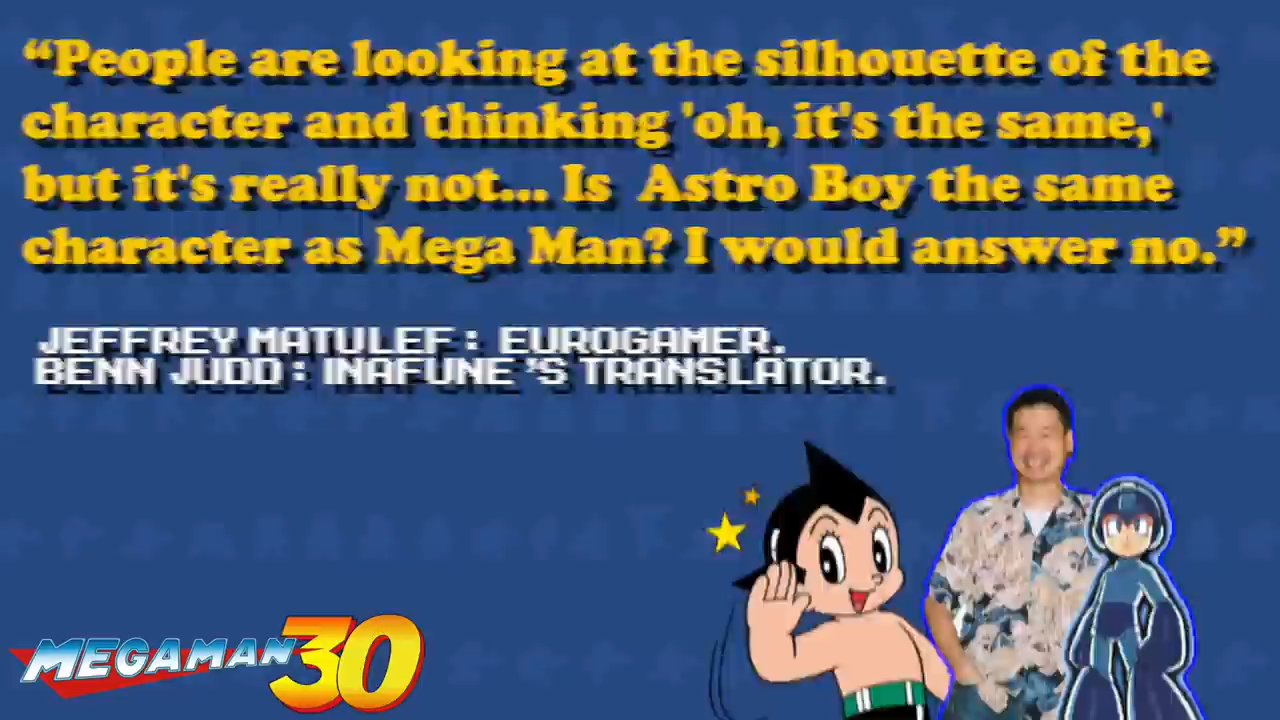 “People are looking at the silhouette of the
character and thinking 'oh, it's the same,'
but it's really not... Is Astro Boy the same
character as Mega Man? I would answer no.”
JEFFREY MATULEF: EUROGAMER.
BENN JUDD: INAFUNE'S TRANSLATOR.
MEGAMAN 30